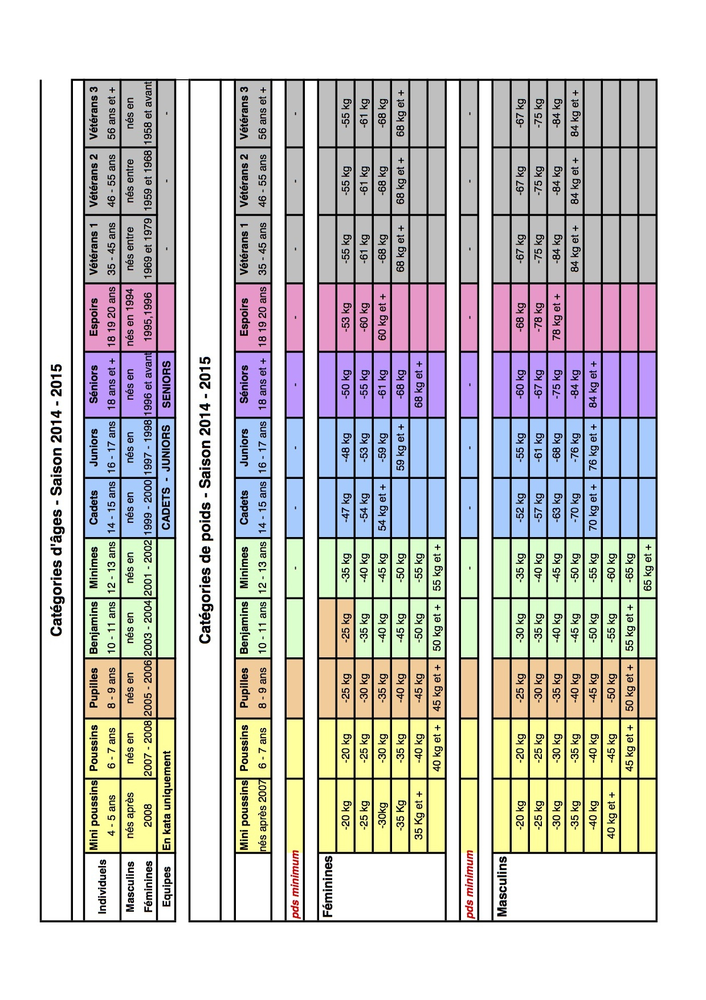 Catégories d'âges - Saison 2014 - 2015
Individuels Mini poussins Poussins Pupilles Benjamins Minimes Cadets Juniors Séniors Espoirs Vétérans 1 Vétérans 2 Vétérans 3
4 - 5 ans 6 - 7 ans 8 - 9 ans 10 - 11 ans 12 - 13 ans 14 - 15 ans 16 - 17 ans 18 ans et + 18 19 20 ans 35 - 45 ans 46 - 55 ans 56 ans et +
Masculins nés après nés en nés en nés en nés en nés en nés en nés en nés en 1994 nés entre nés entre nés en
Féminines 2008 2007 - 2008 2005 - 2006 2003 - 2004 2001 - 2002 1999 - 2000 1997 - 1998 1996 et avant 1995,1996 1969 et 1979 1959 et 1968 1958 et avant
Equipes En kata uniquement CADETS - JUNIORS SENIORS - - -
Catégories de poids - Saison 2014 - 2015
Mini poussins Poussins Pupilles Benjamins Minimes Cadets Juniors Séniors Espoirs Vétérans 1 Vétérans 2 Vétérans 3
nés après 2007 6 - 7 ans 8 - 9 ans 10 - 11 ans 12 - 13 ans 14 - 15 ans 16 - 17 ans 18 ans et + 18 19 20 ans 35 - 45 ans 46 - 55 ans 56 ans et +
pds minimum - - - - - - - -
Féminines
-20 kg -20 kg -25 kg -25 kg -35 kg -47 kg -48 kg -50 kg -53 kg -55 kg -55 kg -55 kg
-25 kg -25 kg -30 kg -35 kg -40 kg -54 kg -53 kg -55 kg -60 kg -61 kg -61 kg -61 kg
-30kg -30 kg -35 kg -40 kg -45 kg 54 kg et + -59 kg -61 kg 60 kg et + -68 kg -68 kg -68 kg
-35 Kg -35 kg -40 kg -45 kg -50 kg 59 kg et + -68 kg 68 kg et + 68 kg et + 68 kg et +
35 Kg et + -40 kg -45 kg -50 kg -55 kg 68 kg et +
40 kg et + 45 kg et + 50 kg et + 55 kg et +
pds minimum - - - - - - - -
Masculins
-20 kg -20 kg -25 kg -30 kg -35 kg -52 kg -55 kg -60 kg -68 kg -67 kg -67 kg -67 kg
-25 kg -25 kg -30 kg -35 kg -40 kg -57 kg -61 kg -67 kg -78 kg -75 kg -75 kg -75 kg
-30 kg -30 kg -35 kg -40 kg -45 kg -63 kg -68 kg -75 kg 78 kg et + -84 kg -84 kg -84 kg
-35 kg -35 kg -40 kg -45 kg -50 kg -70 kg -76 kg -84 kg 84 kg et + 84 kg et + 84 kg et +
-40 kg -40 kg -45 kg -50 kg -55 kg 70 kg et + 76 kg et + 84 kg et +
40 kg et + -45 kg -50 kg -55 kg -60 kg
45 kg et + 50 kg et + 55 kg et + -65 kg
65 kg et +